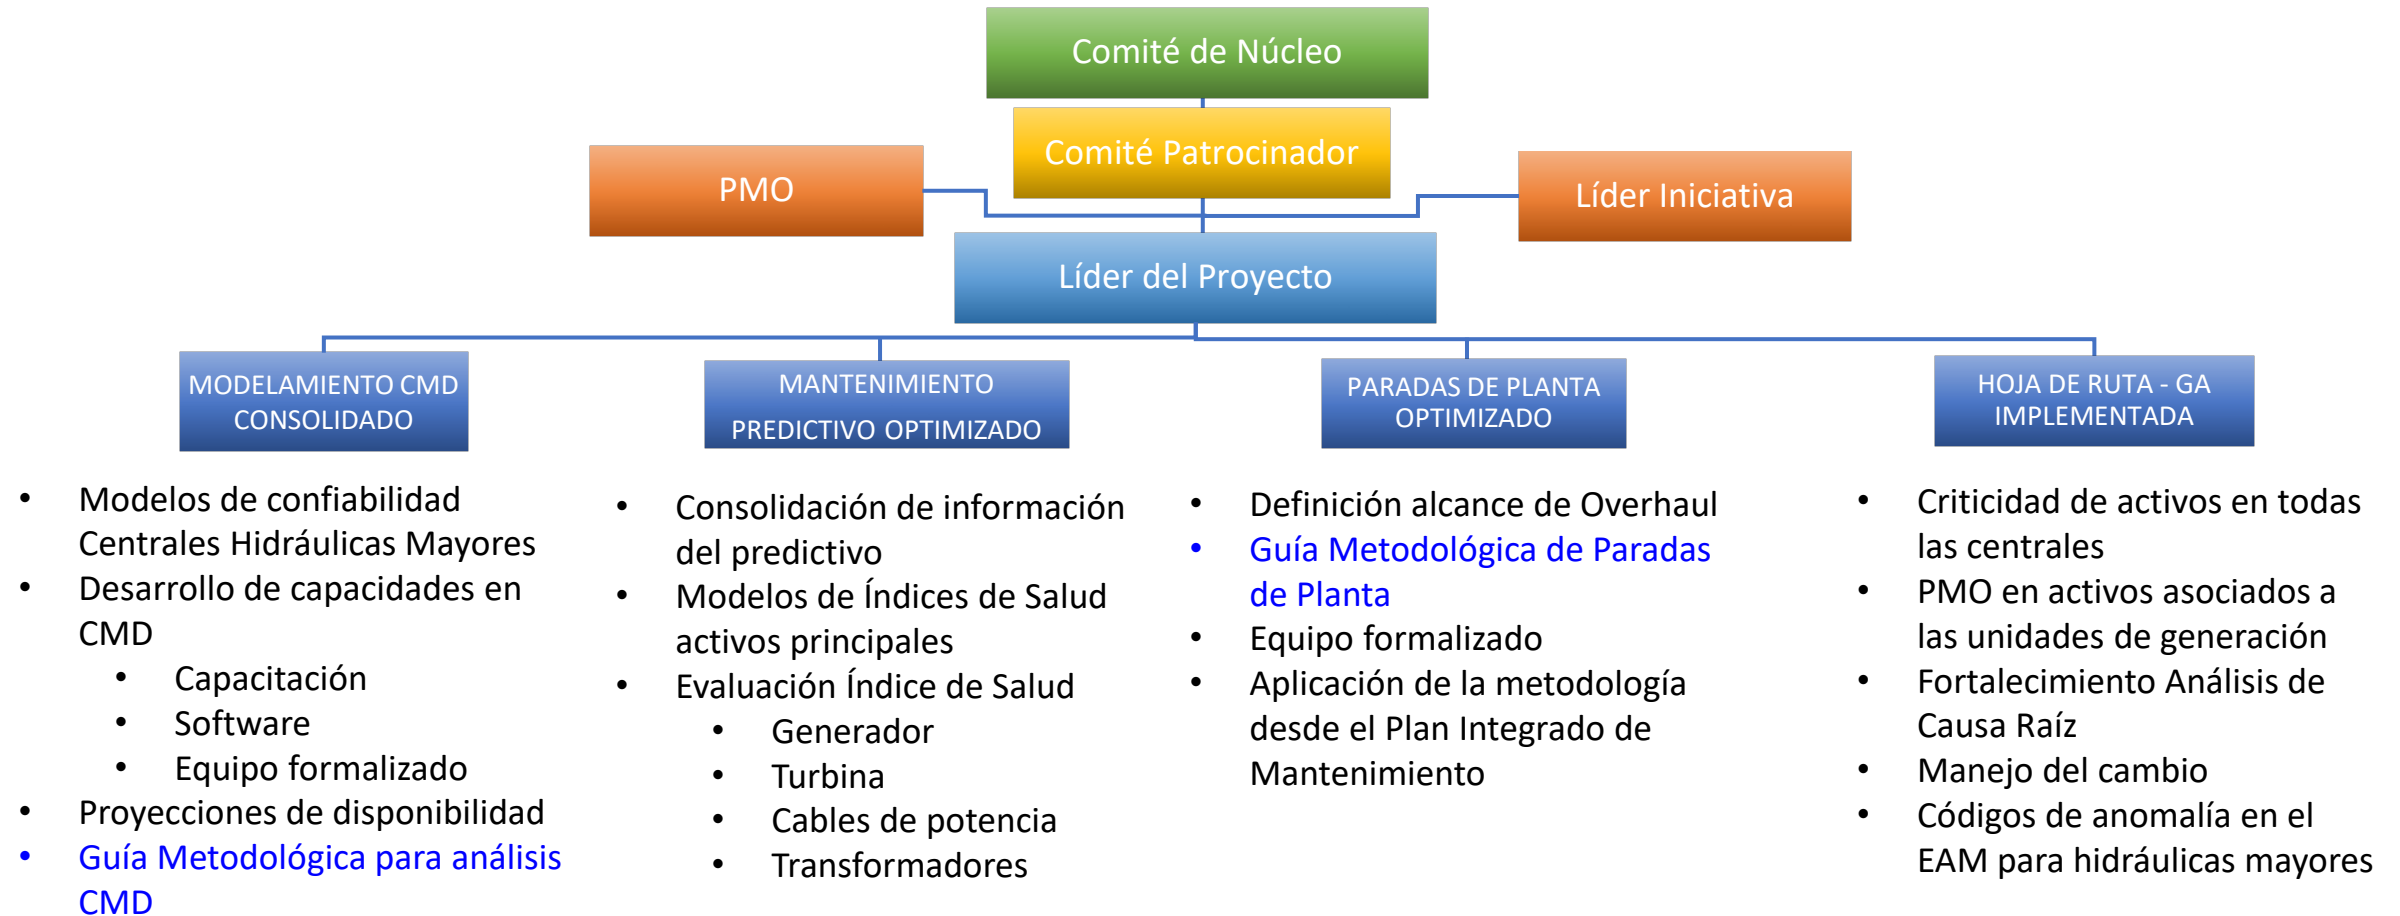 Comité de Núcleo
Comité Patrocinador
PMO
Líder Iniciativa
Líder del Proyecto
MODELAMIENTO CMD
CONSOLIDADO
• Modelos de confiabilidad
Centrales Hidráulicas Mayores
• Desarrollo de capacidades en
CMD
• Capacitación
• Software
• Equipo formalizado
• Proyecciones de disponibilidad
• Guía Metodológica para análisis
CMD
MANTENIMIENTO
PREDICTIVO OPTIMIZADO
• Consolidación de información
del predictivo
• Modelos de Índices de Salud
activos principales
• Evaluación Índice de Salud
• Generador
• Turbina
• Cables de potencia
• Transformadores
PARADAS DE PLANTA
OPTIMIZADO
• Definición alcance de Overhaul
• Guía Metodológica de Paradas
de Planta
• Equipo formalizado
• Aplicación de la metodología
desde el Plan Integrado de
Mantenimiento
HOJA DE RUTA - GA
IMPLEMENTADA
• Criticidad de activos en todas
las centrales
• PMO en activos asociados a
las unidades de generación
• Fortalecimiento Análisis de
Causa Raíz
• Manejo del cambio
• Códigos de anomalía en el
EAM para hidráulicas mayores